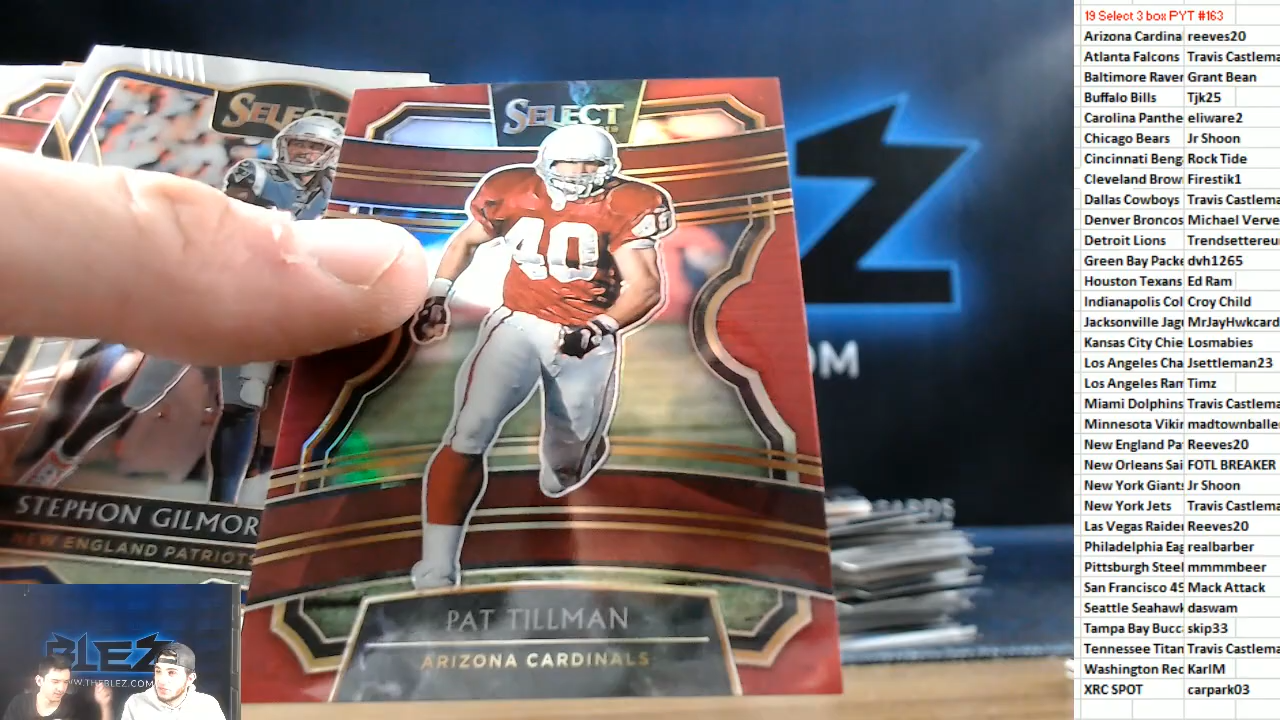 SELECT
SELECT
40
40
STEPHON GILMOR
NEW ENGLAND PATRIOTS
PAT TILLMAN
ARIZONA CARDINALS
Z
OM
CARDS
BLEZ
WWW.THEBLEZ.COM
19 Select 3 box PYT #163
Arizona Cardina reeves20
Atlanta Falcons Travis Castlema
Baltimore Raver Grant Bean
Buffalo Bills Tjk25
Carolina Panthe eliware2
Chicago Bears Jr Shoon
Cincinnati Beng Rock Tide
Cleveland Brow Firestik1
Dallas Cowboys Travis Castlema
Denver Broncos Michael Verve
Detroit Lions Trendsettereu
Green Bay Packe dvh1265
Houston Texans Ed Ram
Indianapolis Col Croy Child
Jacksonville Jag MrJayHwkcard
Kansas City Chie Losmabies
Los Angeles Cha Jsettleman23
Los Angeles Ram Timz
Miami Dolphins Travis Castlema
Minnesota Vikin madtownballe
New England Pa Reeves20
New Orleans Sai FOTL BREAKER
New York Giants Jr Shoon
New York Jets Travis Castlema
Las Vegas Raide Reeves20
Philadelphia Eag realbarber
Pittsburgh Steel mmmmbeer
San Francisco 49 Mack Attack
Seattle Seahawk daswam
Tampa Bay Bucc skip33
Tennessee Titan Travis Castlema
Washington Red KarlM
XRC SPOT carpark03